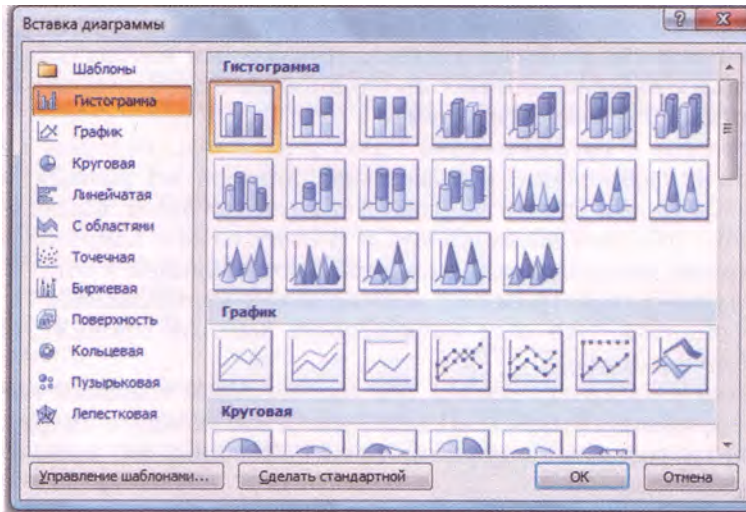 Вставка диаграммы
Шаблоны
Гистограмма
График
Круговая
Линейчатая
С областями
Точечная
Биржевая
Поверхность
Кольцевая
Пузырьковая
Лепестковая
Гистограмма
График
Круговая
Управление шаблонами...
Сделать стандартной
ОК
Отмена